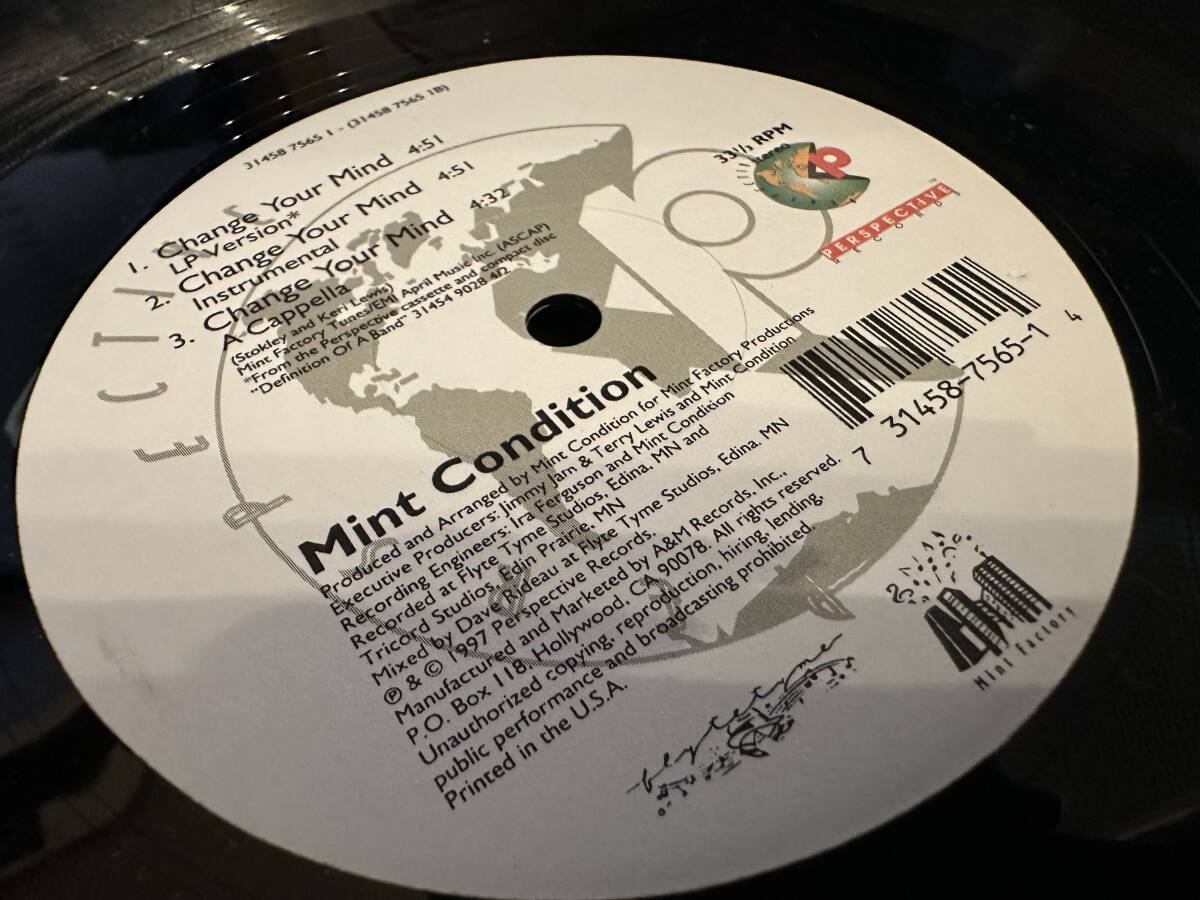 31458 7565 1 - (31458 7565 1B)
1. Change Your Mind 4:51
LP Version*
2. Change Your Mind 4:51
Instrumental
3. Change Your Mind 4:32
A Cappella
(Stokley and Keri Lewis)
Mint Factory Tunes/EMI April Music Inc. (ASCAP)
*From the Perspective cassette and compact disc
"Definition Of A Band" 31454 9028 4/2
Mint Condition
Produced and Arranged by Mint Condition for Mint Factory Productions
Executive Producers: Jimmy Jam & Terry Lewis and Mint Condition
Recording Engineers: Ira Ferguson and Mint Condition
Recorded at Flyte Tyme Studios, Edina, MN and
Tricord Studios, Edin Prairie, MN
Mixed by Dave Rideau at Flyte Tyme Studios, Edina, MN
℗ & © 1997 Perspective Records.
Manufactured and Marketed by A&M Records, Inc.,
P.O. Box 118, Hollywood, CA 90078. All rights reserved.
Unauthorized copying, reproduction, hiring, lending,
public performance and broadcasting prohibited.
Printed in the U.S.A.
33 1/3 RPM
Stereo
PERSPECTIVE™
RECORDS
7 31458-7565-1 4
flyte tyme
Mint Factory
P E C T I V